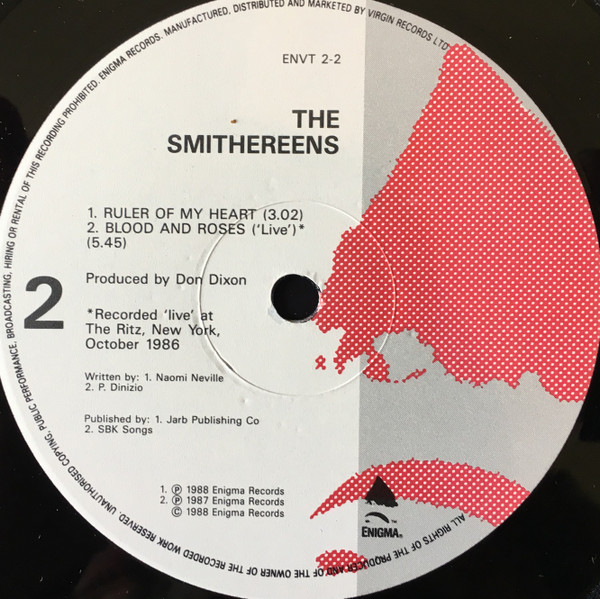 ALL RIGHTS OF THE PRODUCER AND OF THE OWNER OF THE RECORDED WORK RESERVED. UNAUTHORISED COPYING, PUBLIC PERFORMANCE, BROADCASTING, HIRING OR RENTAL OF THIS RECORDING PROHIBITED. ENIGMA RECORDS. MANUFACTURED, DISTRIBUTED AND MARKETED BY VIRGIN RECORDS LTD
ENVT 2-2
THE
SMITHEREENS
1. RULER OF MY HEART (3.02)
2. BLOOD AND ROSES ('Live')*
(5.45)
Produced by Don Dixon
2
*Recorded 'live' at
The Ritz, New York,
October 1986
Written by: 1. Naomi Neville
2. P. Dinizio
Published by: 1. Jarb Publishing Co
2. SBK Songs
1. Ⓟ 1988 Enigma Records
2. Ⓟ 1987 Enigma Records
© 1988 Enigma Records
™
ENIGMA®